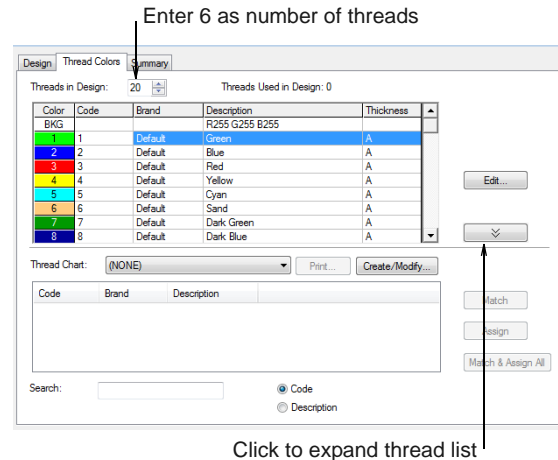 Enter 6 as number of threads
Design Thread Colors Summary
Threads in Design: 20 Threads Used in Design: 0
Color Code Brand Description Thickness
BKG R255 G255 B255
1 1 Default Green A
2 2 Default Blue A
3 3 Default Red A
4 4 Default Yellow A
5 5 Default Cyan A
6 6 Default Sand A
7 7 Default Dark Green A
8 8 Default Dark Blue A
Edit...
Thread Chart: (NONE) Print... Create/Modify...
Code Brand Description
Match
Assign
Match & Assign All
Search: Code
Description
Click to expand thread list